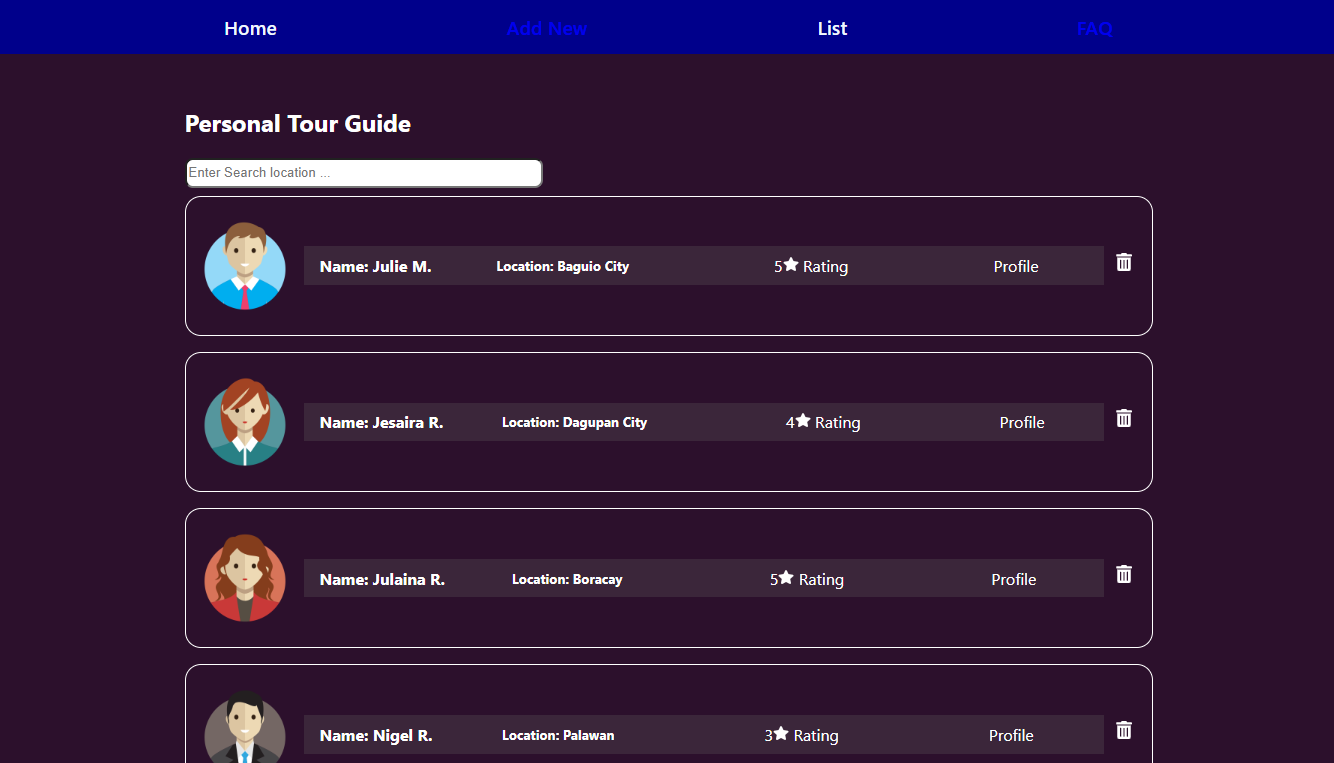 Home Add New List FAQ
Personal Tour Guide
Enter Search location ...
Name: Julie M. Location: Baguio City 5★ Rating Profile
Name: Jesaira R. Location: Dagupan City 4★ Rating Profile
Name: Julaina R. Location: Boracay 5★ Rating Profile
Name: Nigel R. Location: Palawan 3★ Rating Profile